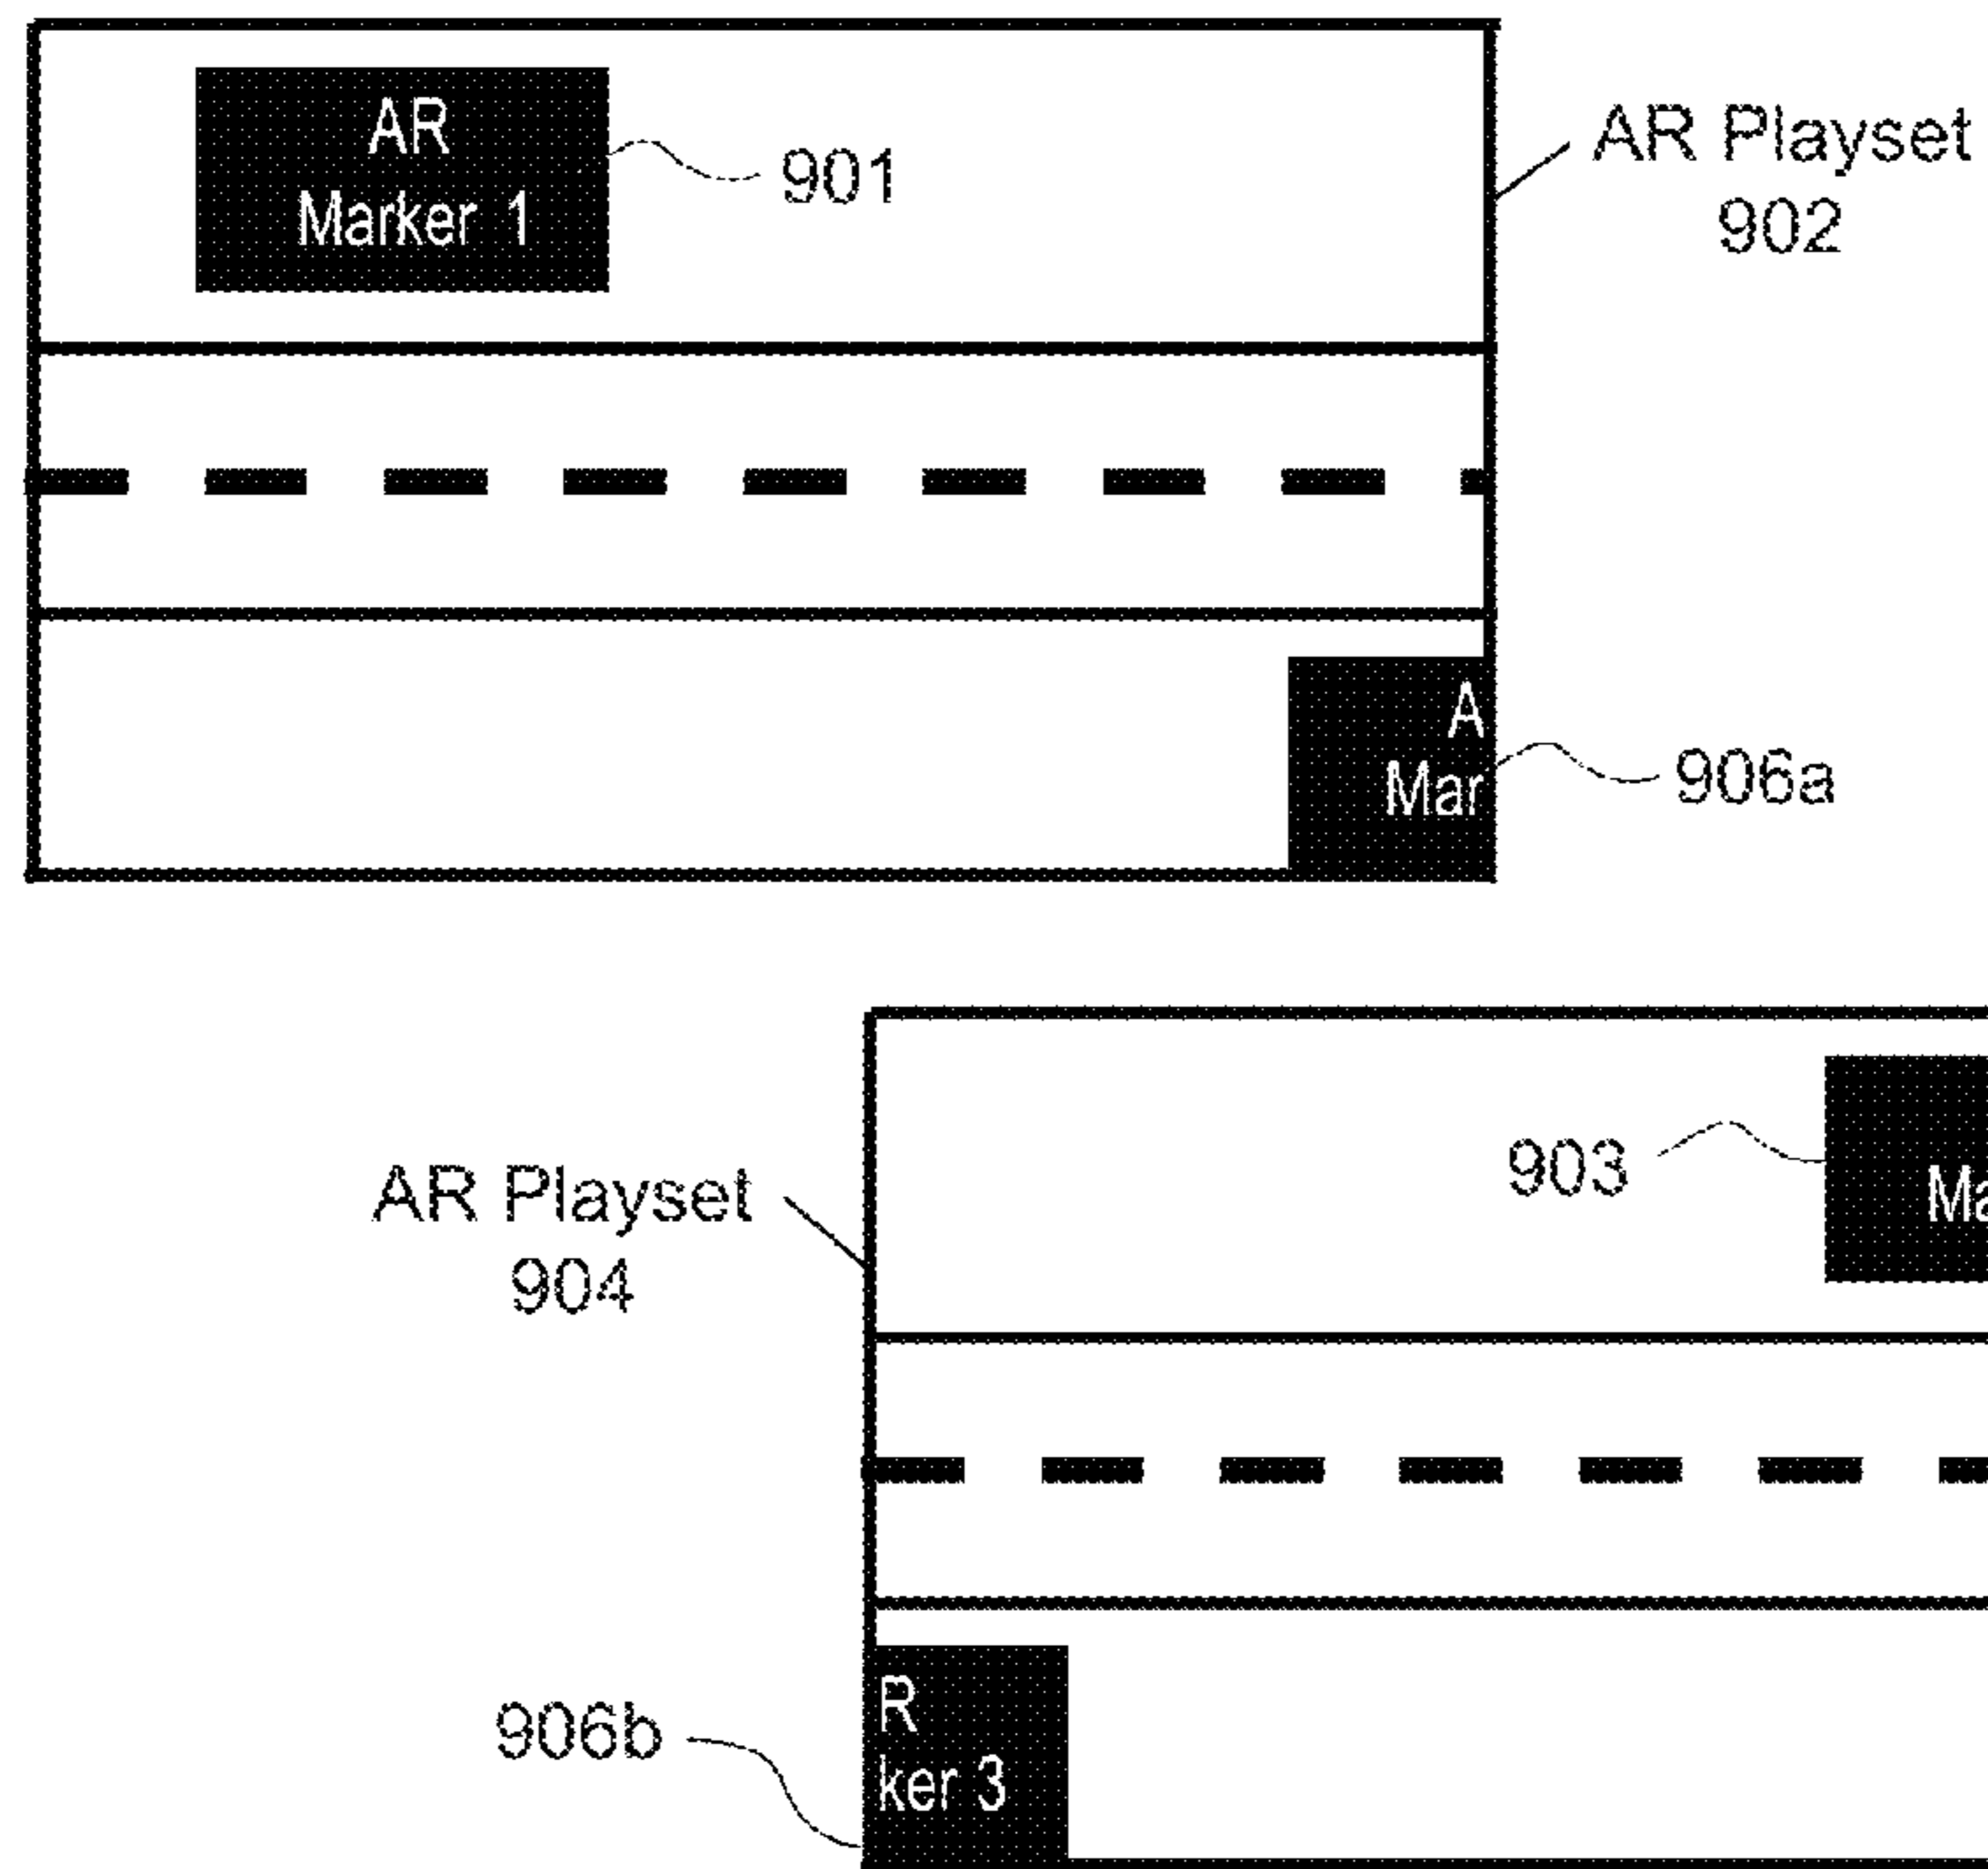 AR
Marker 1
901
AR Playset
902
A
Mar
906a
AR Playset
904
903
Ma
906b
R
ker 3